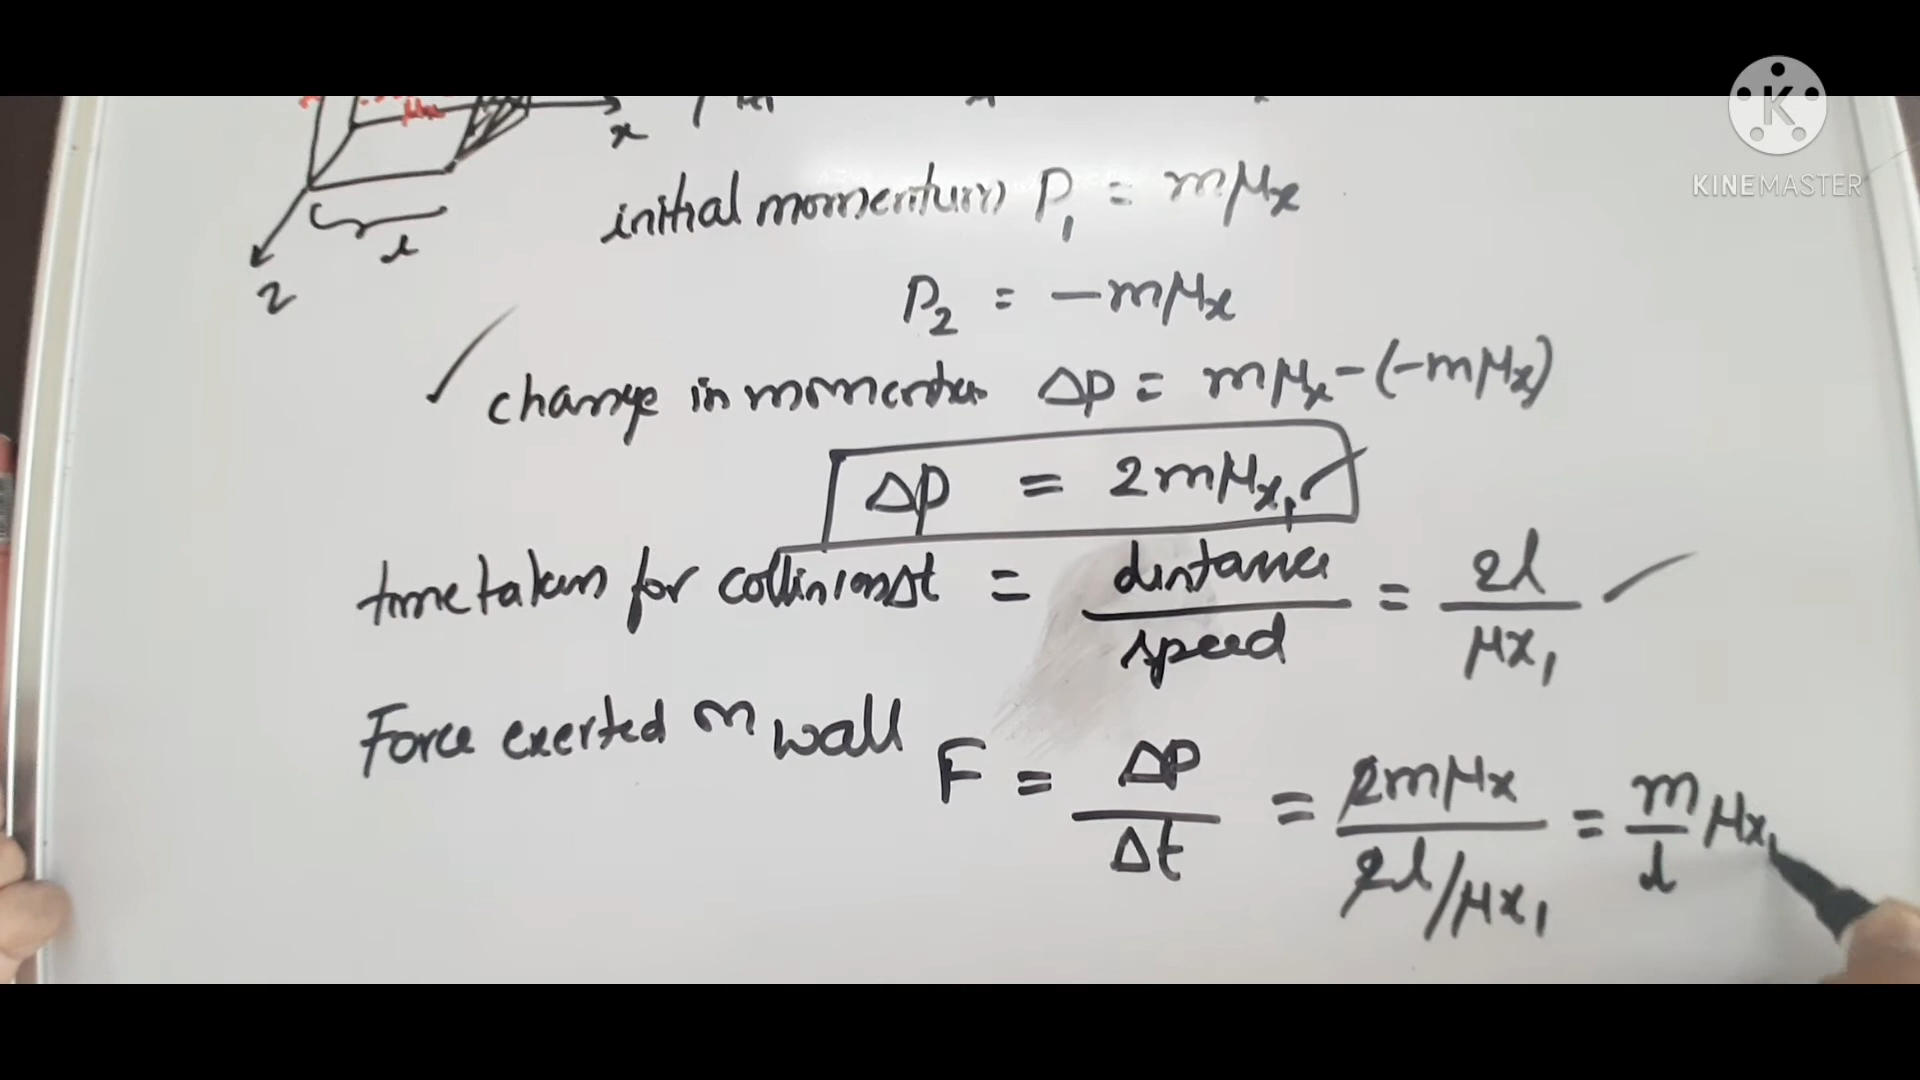 KINEMASTER
μx
x
l
z
initial momentum P₁ = mμx
P₂ = -mμx
change in momentum Δp = mμx - (-mμx)
Δp = 2mμx₁
time taken for collision Δt = distance/speed = 2l/μx₁
Force exerted on wall F = Δp/Δt = 2mμx/(2l/μx₁) = m/l μx₁